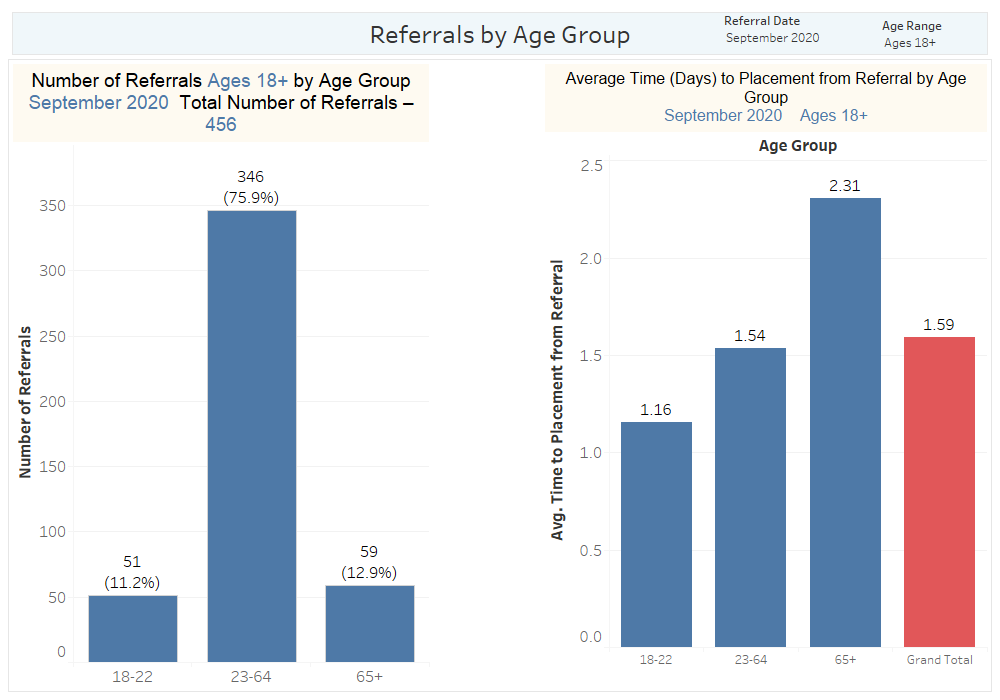 Referrals by Age Group
Referral Date
September 2020
Age Range
Ages 18+
Number of Referrals Ages 18+ by Age Group
September 2020 Total Number of Referrals –
456
Number of Referrals
350
300
250
200
150
100
50
0
51
(11.2%)
346
(75.9%)
59
(12.9%)
18-22
23-64
65+
Average Time (Days) to Placement from Referral by Age
Group
September 2020 Ages 18+
Age Group
Avg. Time to Placement from Referral
2.5
2.0
1.5
1.0
0.5
0.0
1.16
1.54
2.31
1.59
18-22
23-64
65+
Grand Total